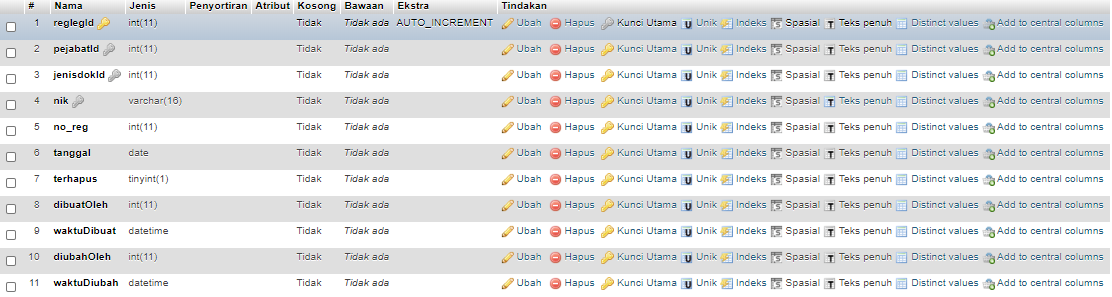 # Nama Jenis Penyortiran Atribut Kosong Bawaan Ekstra Tindakan
1 reglegId int(11) Tidak Tidak ada AUTO_INCREMENT Ubah Hapus Kunci Utama Unik Indeks Spasial Teks penuh Distinct values Add to central columns
2 pejabatId int(11) Tidak Tidak ada Ubah Hapus Kunci Utama Unik Indeks Spasial Teks penuh Distinct values Add to central columns
3 jenisdokId int(11) Tidak Tidak ada Ubah Hapus Kunci Utama Unik Indeks Spasial Teks penuh Distinct values Add to central columns
4 nik varchar(16) Tidak Tidak ada Ubah Hapus Kunci Utama Unik Indeks Spasial Teks penuh Distinct values Add to central columns
5 no_reg int(11) Tidak Tidak ada Ubah Hapus Kunci Utama Unik Indeks Spasial Teks penuh Distinct values Add to central columns
6 tanggal date Tidak Tidak ada Ubah Hapus Kunci Utama Unik Indeks Spasial Teks penuh Distinct values Add to central columns
7 terhapus tinyint(1) Tidak Tidak ada Ubah Hapus Kunci Utama Unik Indeks Spasial Teks penuh Distinct values Add to central columns
8 dibuatOleh int(11) Tidak Tidak ada Ubah Hapus Kunci Utama Unik Indeks Spasial Teks penuh Distinct values Add to central columns
9 waktuDibuat datetime Tidak Tidak ada Ubah Hapus Kunci Utama Unik Indeks Spasial Teks penuh Distinct values Add to central columns
10 diubahOleh int(11) Tidak Tidak ada Ubah Hapus Kunci Utama Unik Indeks Spasial Teks penuh Distinct values Add to central columns
11 waktuDiubah datetime Tidak Tidak ada Ubah Hapus Kunci Utama Unik Indeks Spasial Teks penuh Distinct values Add to central columns